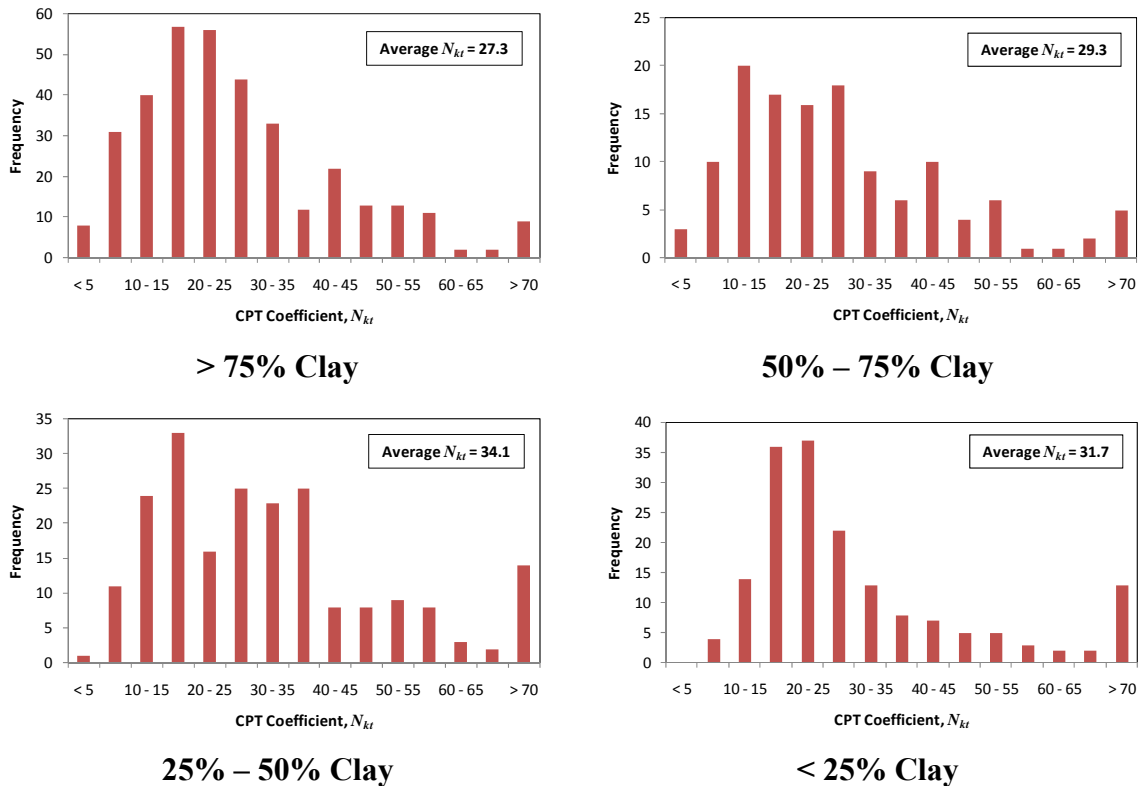 60
50
40
30
20
10
0
Frequency
Average Nkt = 27.3
< 5
10 - 15
20 - 25
30 - 35
40 - 45
50 - 55
60 - 65
> 70
CPT Coefficient, Nkt
> 75% Clay
25
20
15
10
5
0
Frequency
Average Nkt = 29.3
< 5
10 - 15
20 - 25
30 - 35
40 - 45
50 - 55
60 - 65
> 70
CPT Coefficient, Nkt
50% – 75% Clay
35
30
25
20
15
10
5
0
Frequency
Average Nkt = 34.1
< 5
10 - 15
20 - 25
30 - 35
40 - 45
50 - 55
60 - 65
> 70
CPT Coefficient, Nkt
25% – 50% Clay
40
35
30
25
20
15
10
5
0
Frequency
Average Nkt = 31.7
< 5
10 - 15
20 - 25
30 - 35
40 - 45
50 - 55
60 - 65
> 70
CPT Coefficient, Nkt
< 25% Clay